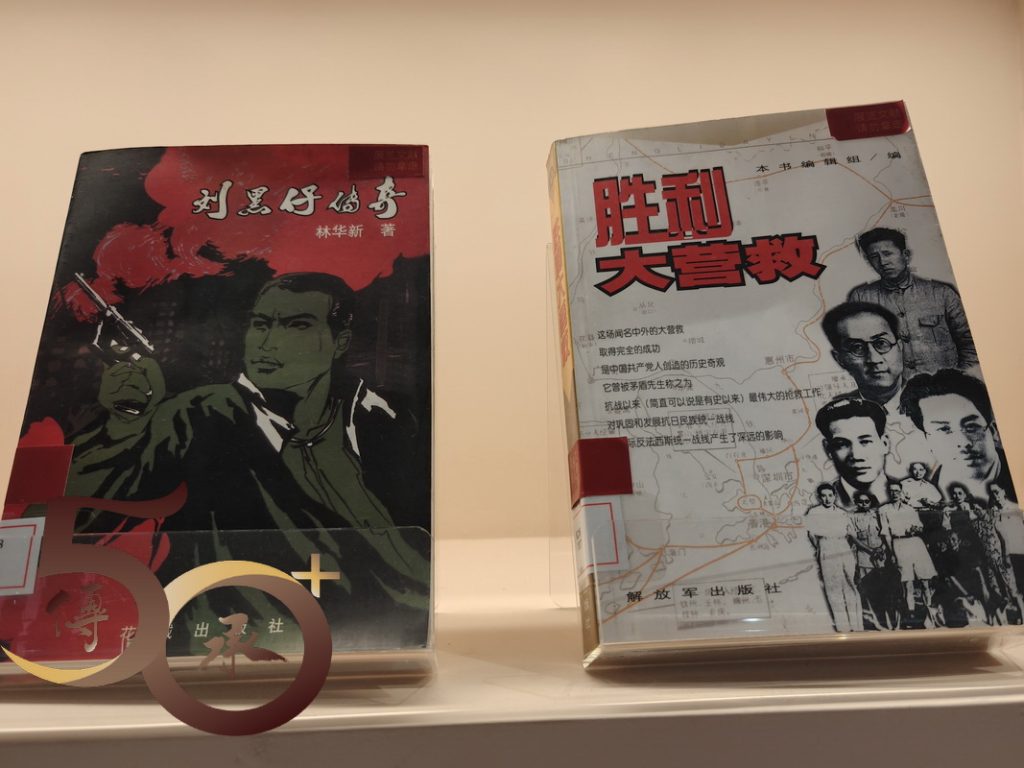 刘黑仔传奇
林华新 著
花城出版社
本书编辑组/编
胜利
大营救
这场闻名中外的大营救
取得完全的成功
是中国共产党人创造的历史奇观
它曾被茅盾先生称之为
抗战以来(简直可以说是有史以来)最伟大的抢救工作
对巩固和发展抗日民族统一战线
际反法西斯统一战线产生了深远的影响
惠州市
深圳市
香港
解放军出版社
50+
傳
承